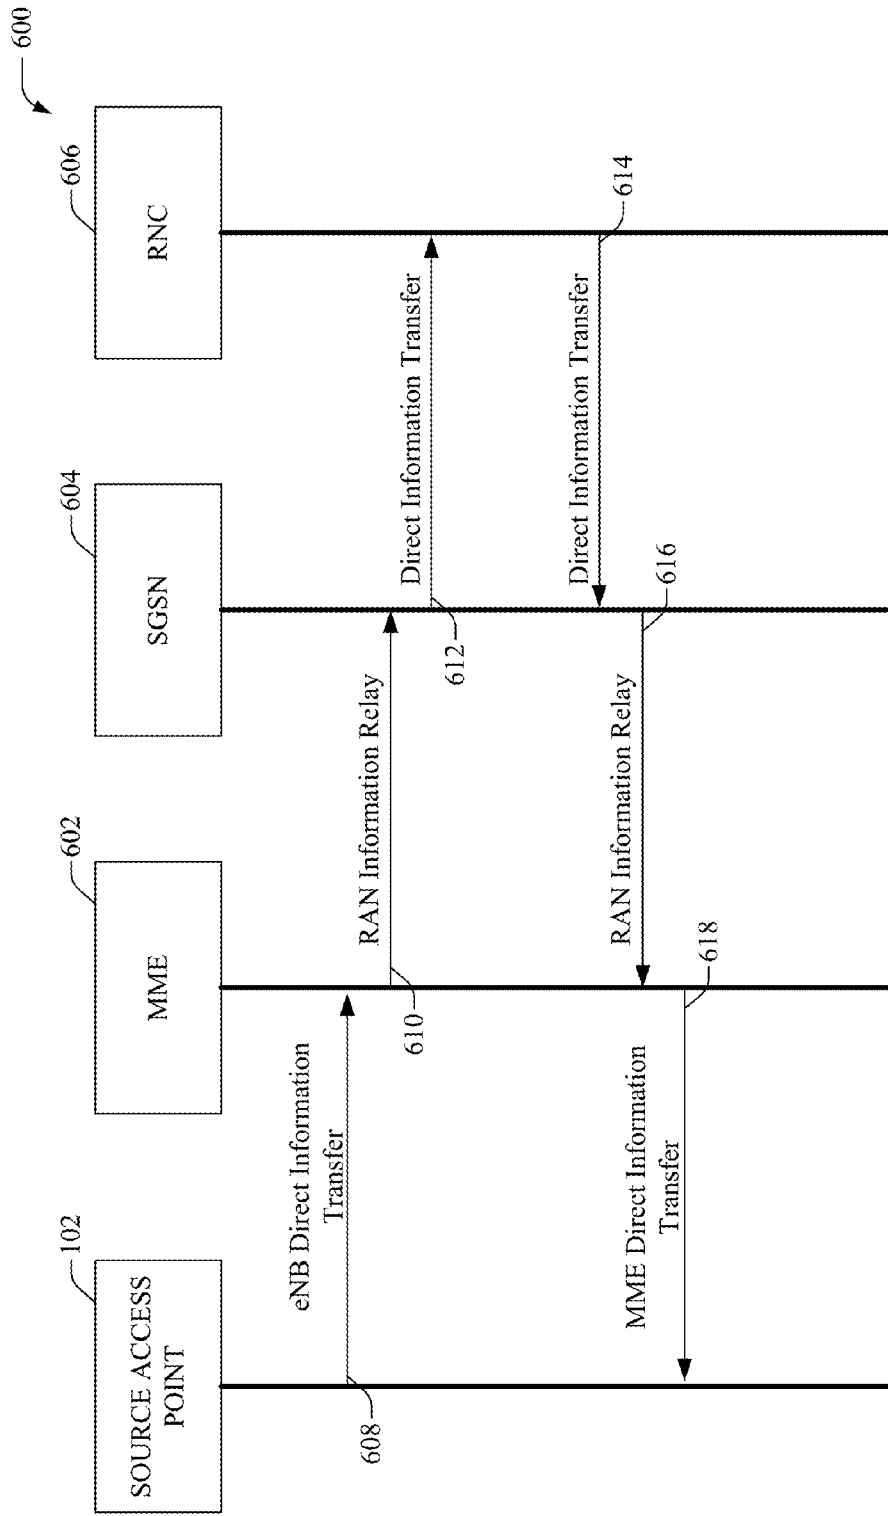 600
102
602
604
606
SOURCE ACCESS
POINT
MME
SGSN
RNC
eNB Direct Information
Transfer
608
RAN Information Relay
610
Direct Information Transfer
612
Direct Information Transfer
614
RAN Information Relay
616
MME Direct Information
Transfer
618